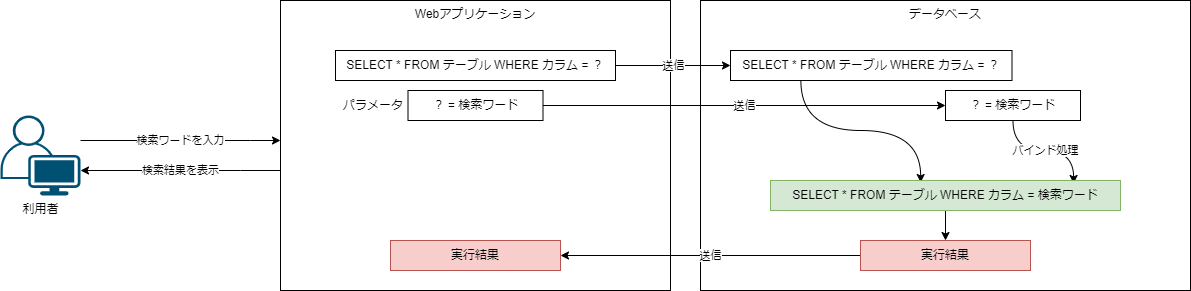 Webアプリケーション
データベース
SELECT * FROM テーブル WHERE カラム = ？
送信
SELECT * FROM テーブル WHERE カラム = ？
パラメータ
？ = 検索ワード
送信
？ = 検索ワード
検索ワードを入力
バインド処理
検索結果を表示
利用者
SELECT * FROM テーブル WHERE カラム = 検索ワード
実行結果
送信
実行結果